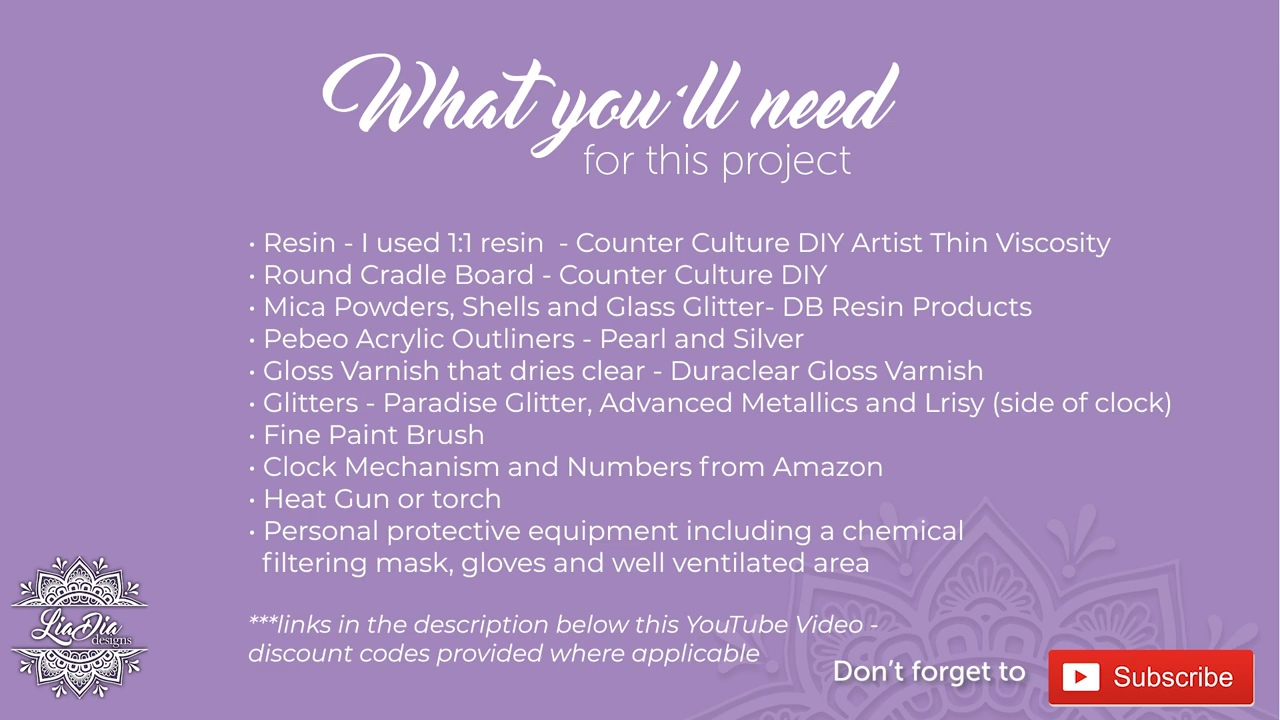 What you'll need
for this project
• Resin - I used 1:1 resin  - Counter Culture DIY Artist Thin Viscosity
• Round Cradle Board - Counter Culture DIY
• Mica Powders, Shells and Glass Glitter- DB Resin Products
• Pebeo Acrylic Outliners - Pearl and Silver
• Gloss Varnish that dries clear - Duraclear Gloss Varnish
• Glitters - Paradise Glitter, Advanced Metallics and Lrisy (side of clock)
• Fine Paint Brush
• Clock Mechanism and Numbers from Amazon
• Heat Gun or torch
• Personal protective equipment including a chemical
filtering mask, gloves and well ventilated area
***links in the description below this YouTube Video -
discount codes provided where applicable
LiaDia
designs
Don't forget to
Subscribe